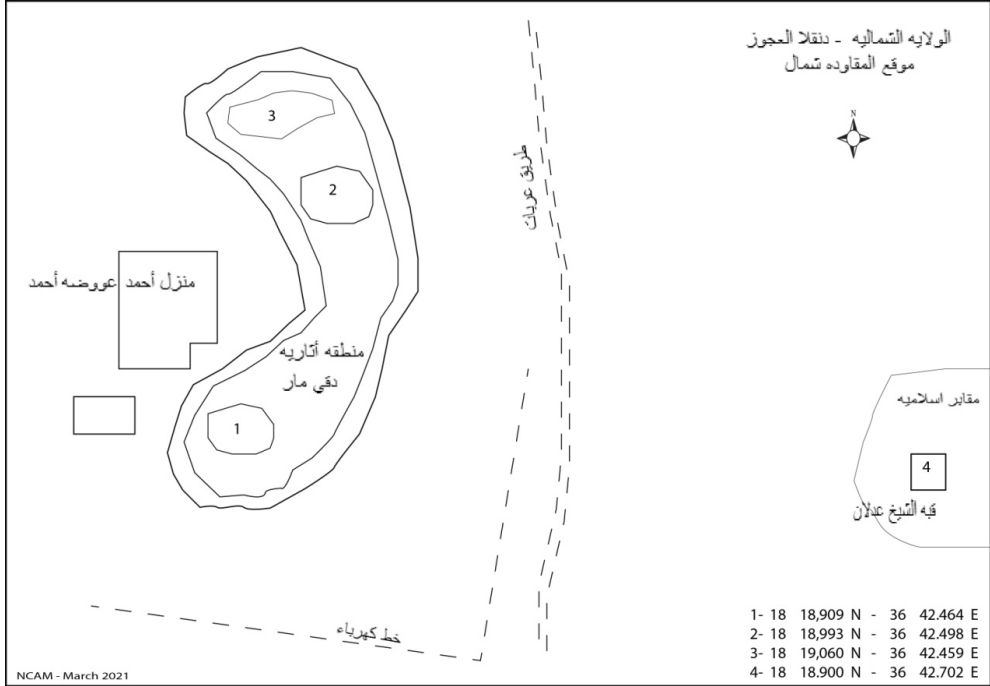 الولايه الشماليه - دنقلا العجوز
موقع المقاوده شمال
N
3
2
طريق عربات
منزل أحمد عووضه أحمد
منطقه أثاريه
دقي مار
1
مقابر اسلاميه
4
قبه الشيخ عدلان
خط كهرباء
1- 18 18,909 N - 36 42.464 E
2- 18 18,993 N - 36 42.498 E
3- 18 19,060 N - 36 42.459 E
4- 18 18.900 N - 36 42.702 E
NCAM - March 2021